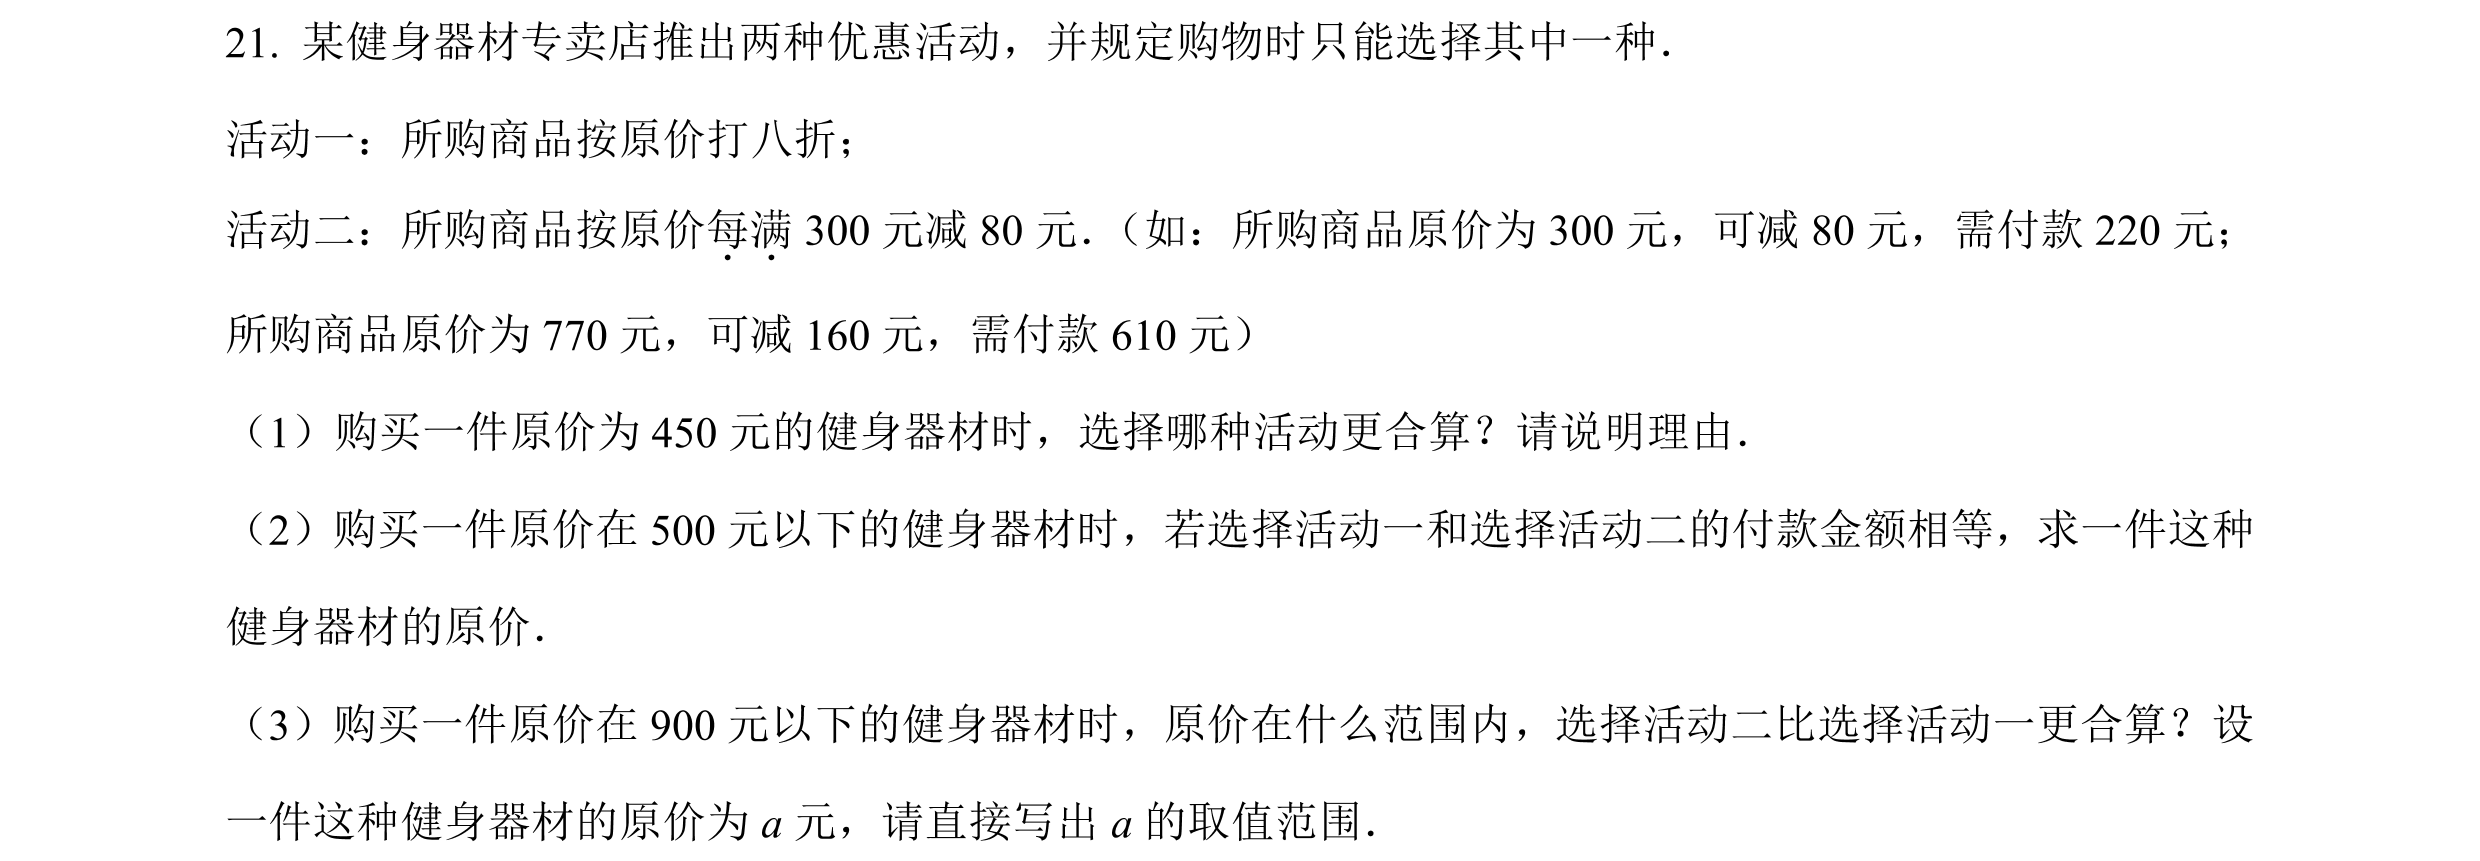 21. 某健身器材专卖店推出两种优惠活动，并规定购物时只能选择其中一种．
活动一：所购商品按原价打八折；
活动二：所购商品按原价每满 300 元减 80 元．（如：所购商品原价为 300 元，可减 80 元，需付款 220 元；
所购商品原价为 770 元，可减 160 元，需付款 610 元）
（1）购买一件原价为 450 元的健身器材时，选择哪种活动更合算？请说明理由．
（2）购买一件原价在 500 元以下的健身器材时，若选择活动一和选择活动二的付款金额相等，求一件这种
健身器材的原价．
（3）购买一件原价在 900 元以下的健身器材时，原价在什么范围内，选择活动二比选择活动一更合算？设
一件这种健身器材的原价为 a 元，请直接写出 a 的取值范围．